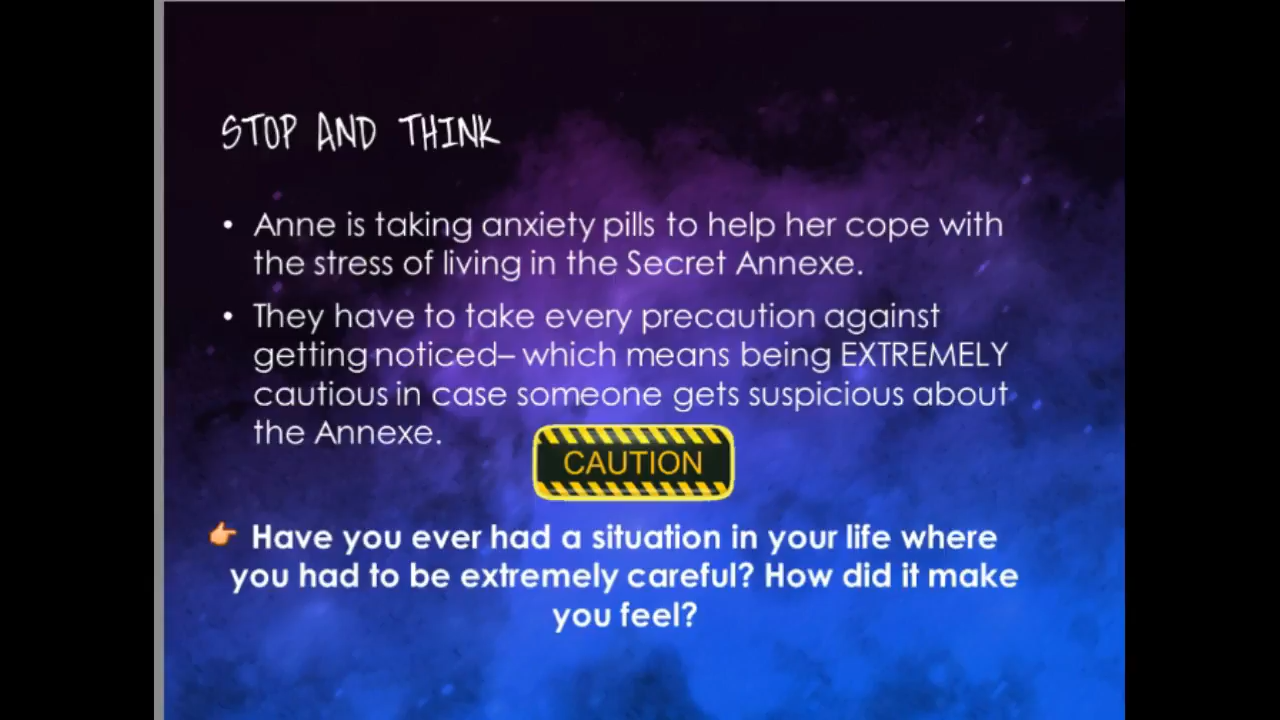 STOP AND THINK
• Anne is taking anxiety pills to help her cope with
the stress of living in the Secret Annexe.
• They have to take every precaution against
getting noticed– which means being EXTREMELY
cautious in case someone gets suspicious about
the Annexe.
CAUTION
👉 Have you ever had a situation in your life where
you had to be extremely careful? How did it make
you feel?